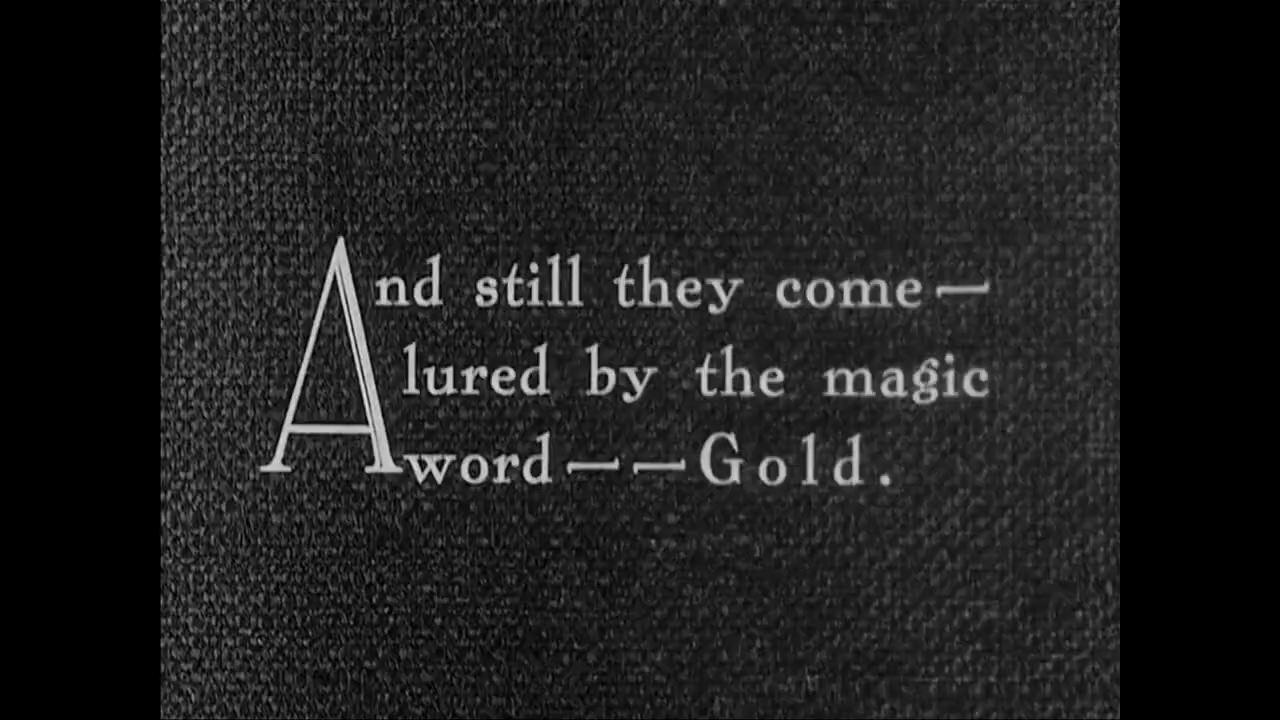 And still they come—
lured by the magic
word——Gold.